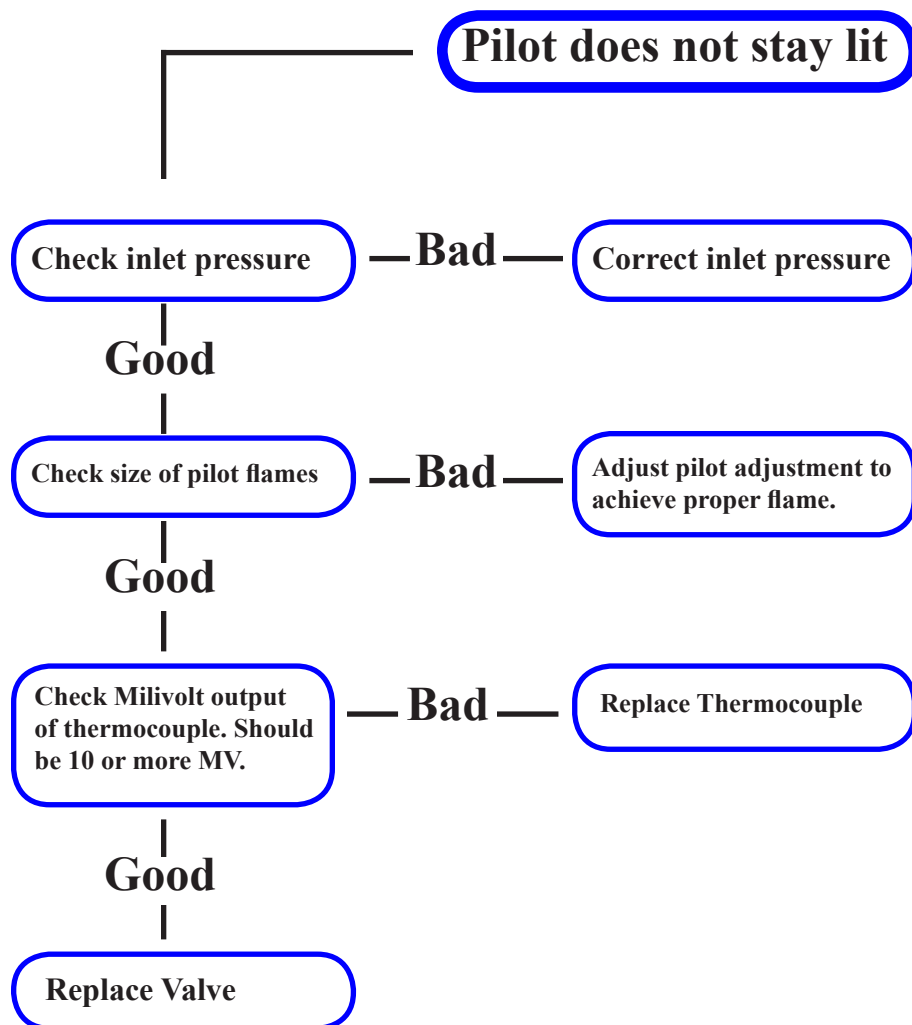 Pilot does not stay lit
Check inlet pressure
Bad
Correct inlet pressure
Good
Check size of pilot flames
Bad
Adjust pilot adjustment to
achieve proper flame.
Good
Check Milivolt output
of thermocouple. Should
be 10 or more MV.
Bad
Replace Thermocouple
Good
Replace Valve